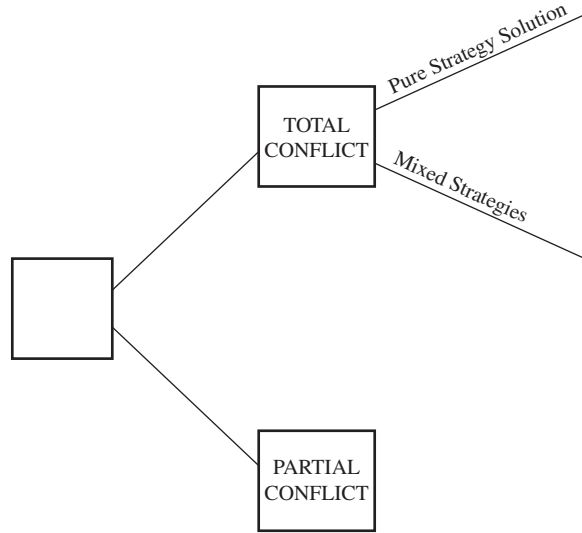 Pure Strategy Solution
TOTAL
CONFLICT
Mixed Strategies
PARTIAL
CONFLICT